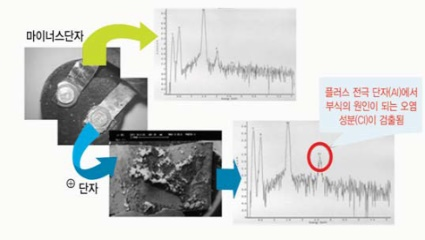 마이너스단자
플러스 전극 단자(Al)에서
부식의 원인이 되는 오염
성분(Cl)이 검출됨
⊕ 단자